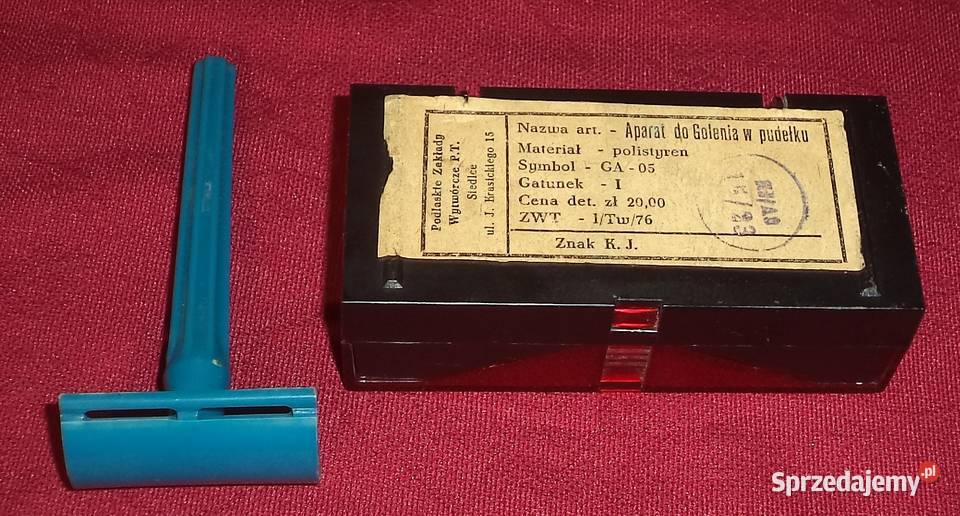 Podlaskie Zakłady
Wytwórcze P.T.
Siedlce
ul. J. Krasickiego 15
Nazwa art. - Aparat do Golenia w pudełku
Materiał - polistyren
Symbol - GA - 05
Gatunek - I
Cena det. zł 20,00
ZWT - I/Tw/76
Znak K. J.
Sprzedajemy.pl